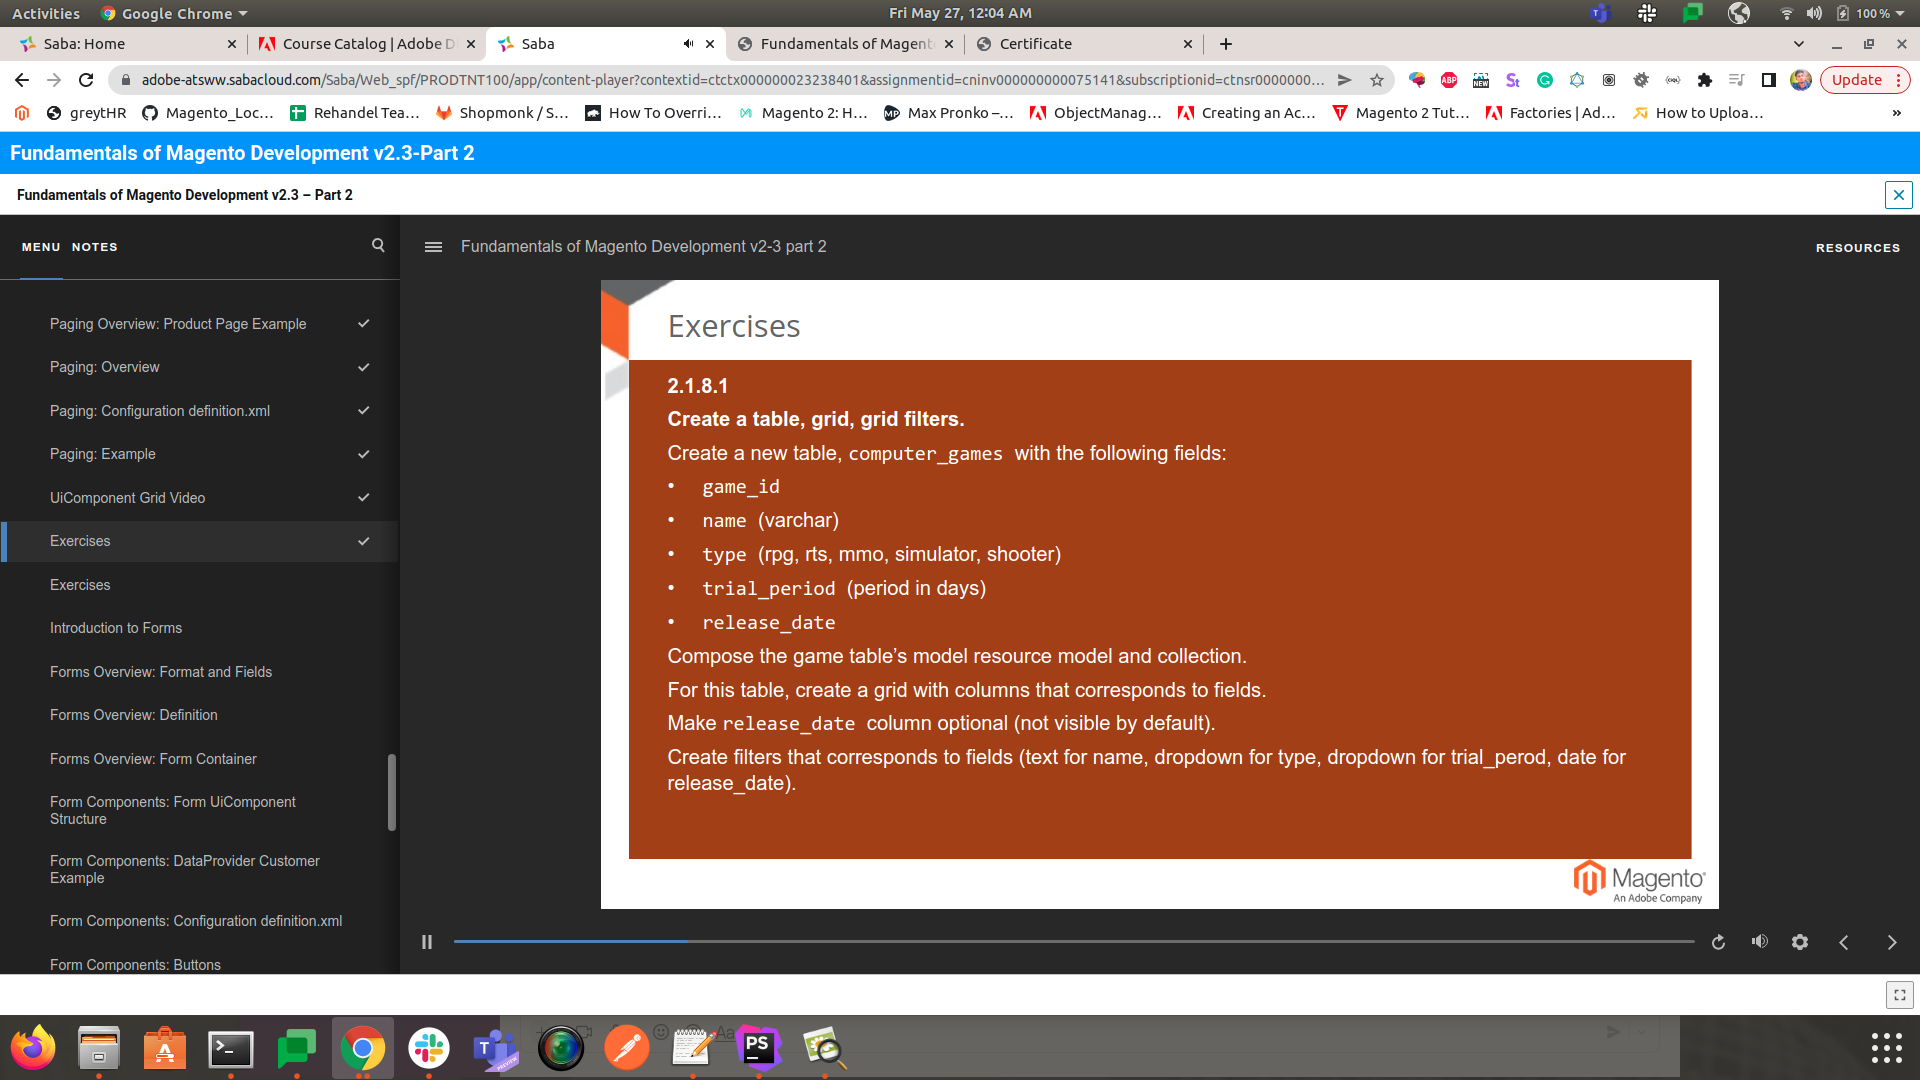 Activities
Google Chrome
Fri May 27, 12:04 AM
100 %
Saba: Home
Course Catalog | Adobe D
Saba
Fundamentals of Magent
Certificate
adobe-atsww.sabacloud.com/Saba/Web_spf/PRODTNT100/app/content-player?contextid=ctctx000000023238401&assignmentid=cninv000000000075141&subscriptionid=ctnsr0000000...
ABP
NEW
St
Update
greytHR
Magento_Loc...
Rehandel Tea...
Shopmonk / S...
How To Overri...
Magento 2: H...
Max Pronko –...
ObjectManag...
Creating an Ac...
Magento 2 Tut...
Factories | Ad...
How to Uploa...
Fundamentals of Magento Development v2.3-Part 2
Fundamentals of Magento Development v2.3 – Part 2
MENU NOTES
Fundamentals of Magento Development v2-3 part 2
RESOURCES
Paging Overview: Product Page Example
Paging: Overview
Paging: Configuration definition.xml
Paging: Example
UiComponent Grid Video
Exercises
Exercises
Introduction to Forms
Forms Overview: Format and Fields
Forms Overview: Definition
Forms Overview: Form Container
Form Components: Form UiComponent
Structure
Form Components: DataProvider Customer
Example
Form Components: Configuration definition.xml
Form Components: Buttons
Exercises
2.1.8.1
Create a table, grid, grid filters.
Create a new table, computer_games with the following fields:
• game_id
• name (varchar)
• type (rpg, rts, mmo, simulator, shooter)
• trial_period (period in days)
• release_date
Compose the game table’s model resource model and collection.
For this table, create a grid with columns that corresponds to fields.
Make release_date column optional (not visible by default).
Create filters that corresponds to fields (text for name, dropdown for type, dropdown for trial_perod, date for
release_date).
Magento
An Adobe Company
Aa
PS